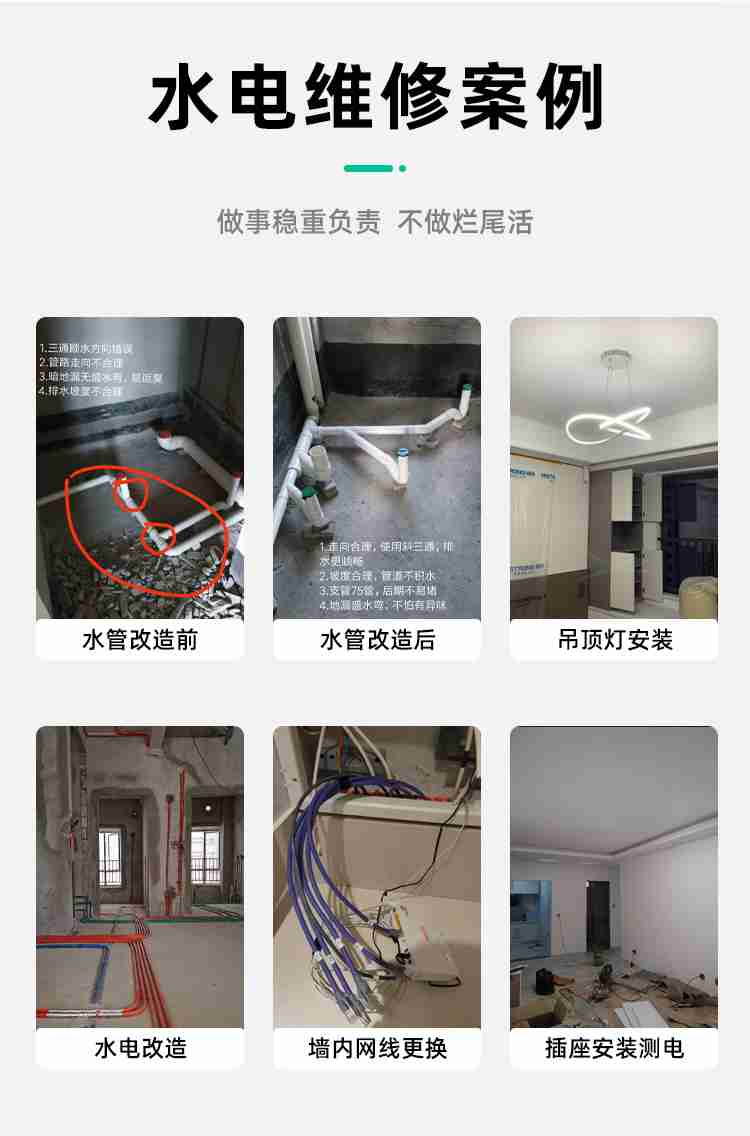 水电维修案例
做事稳重负责 不做烂尾活
1.三通顺水方向错误
2.管路走向不合理
3.暗地漏无盛水弯，易返臭
4.排水坡度不合理
1.走向合理，使用斜三通，排
水更顺畅
2.坡度合理，管道不积水
3.支管75管，后期不易堵
4.地漏盛水弯，不怕有异味
水管改造前
水管改造后
吊顶灯安装
水电改造
墙内网线更换
插座安装测电